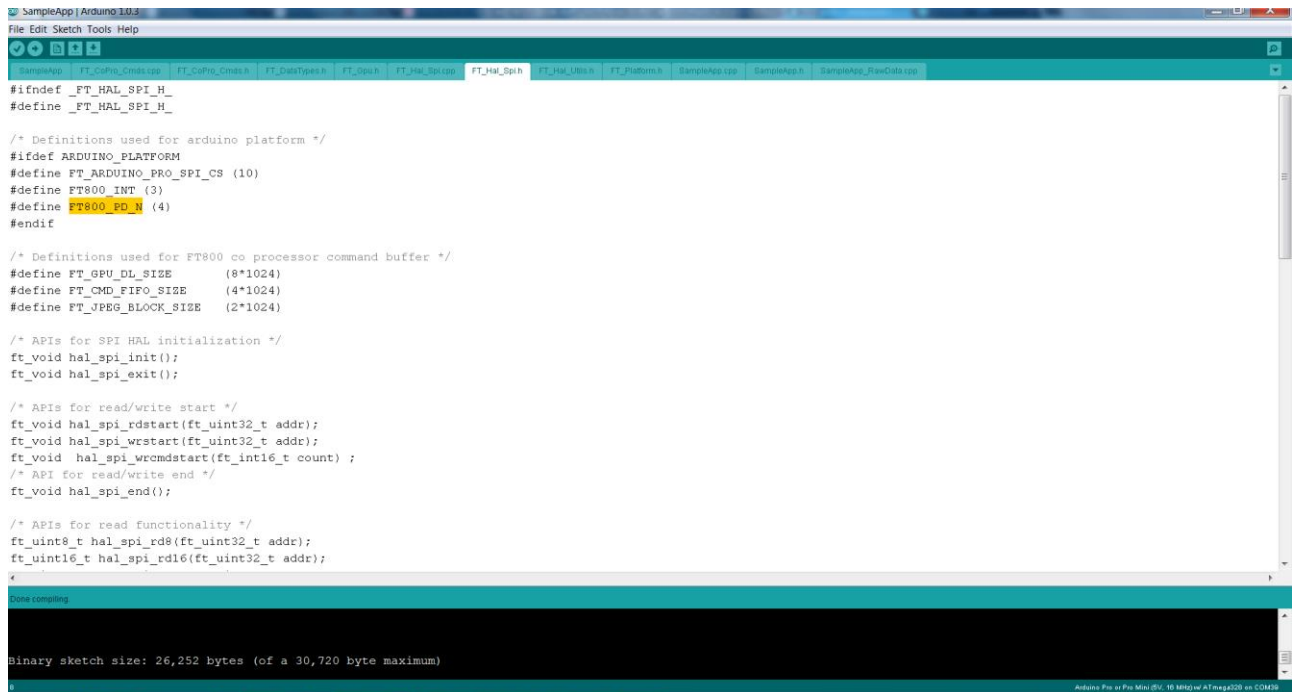 SampleApp | Arduino 1.0.3
File Edit Sketch Tools Help
SampleApp FT_CoPro_Cmds.cpp FT_CoPro_Cmds.h FT_DataTypes.h FT_Gpu.h FT_Hal_Spi.cpp FT_Hal_Spi.h FT_Hal_Utils.h FT_Platform.h SampleApp.cpp SampleApp.h SampleApp_RawData.cpp
#ifndef _FT_HAL_SPI_H_
#define _FT_HAL_SPI_H_
/* Definitions used for arduino platform */
#ifdef ARDUINO_PLATFORM
#define FT_ARDUINO_PRO_SPI_CS (10)
#define FT800_INT (3)
#define FT800_PD_N (4)
#endif
/* Definitions used for FT800 co processor command buffer */
#define FT_GPU_DL_SIZE (8*1024)
#define FT_CMD_FIFO_SIZE (4*1024)
#define FT_JPEG_BLOCK_SIZE (2*1024)
/* APIs for SPI HAL initialization */
ft_void hal_spi_init();
ft_void hal_spi_exit();
/* APIs for read/write start */
ft_void hal_spi_rdstart(ft_uint32_t addr);
ft_void hal_spi_wrstart(ft_uint32_t addr);
ft_void  hal_spi_wrcmdstart(ft_int16_t count) ;
/* API for read/write end */
ft_void hal_spi_end();
/* APIs for read functionality */
ft_uint8_t hal_spi_rd8(ft_uint32_t addr);
ft_uint16_t hal_spi_rd16(ft_uint32_t addr);
Done compiling
Binary sketch size: 26,252 bytes (of a 30,720 byte maximum)
Arduino Pro or Pro Mini (5V, 16 MHz) w/ ATmega328 on COM39